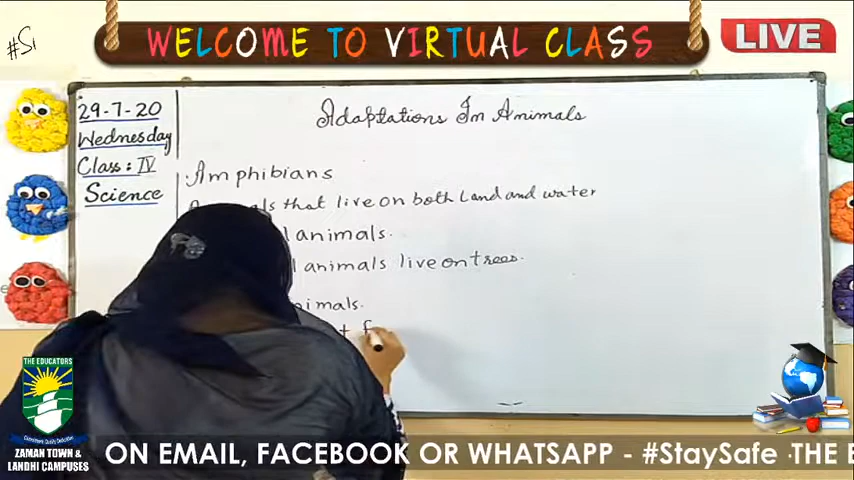 #St
WELCOME TO VIRTUAL CLASS
LIVE
29-7-20
Wednesday
Class: IV
Science
Adaptations In Animals
Amphibians
that live on both Land and water
animals.
animals live on trees.
THE EDUCATORS
ZAMAN TOWN &
LANDHI CAMPUSES
ON EMAIL, FACEBOOK OR WHATSAPP - #StaySafe · THE E